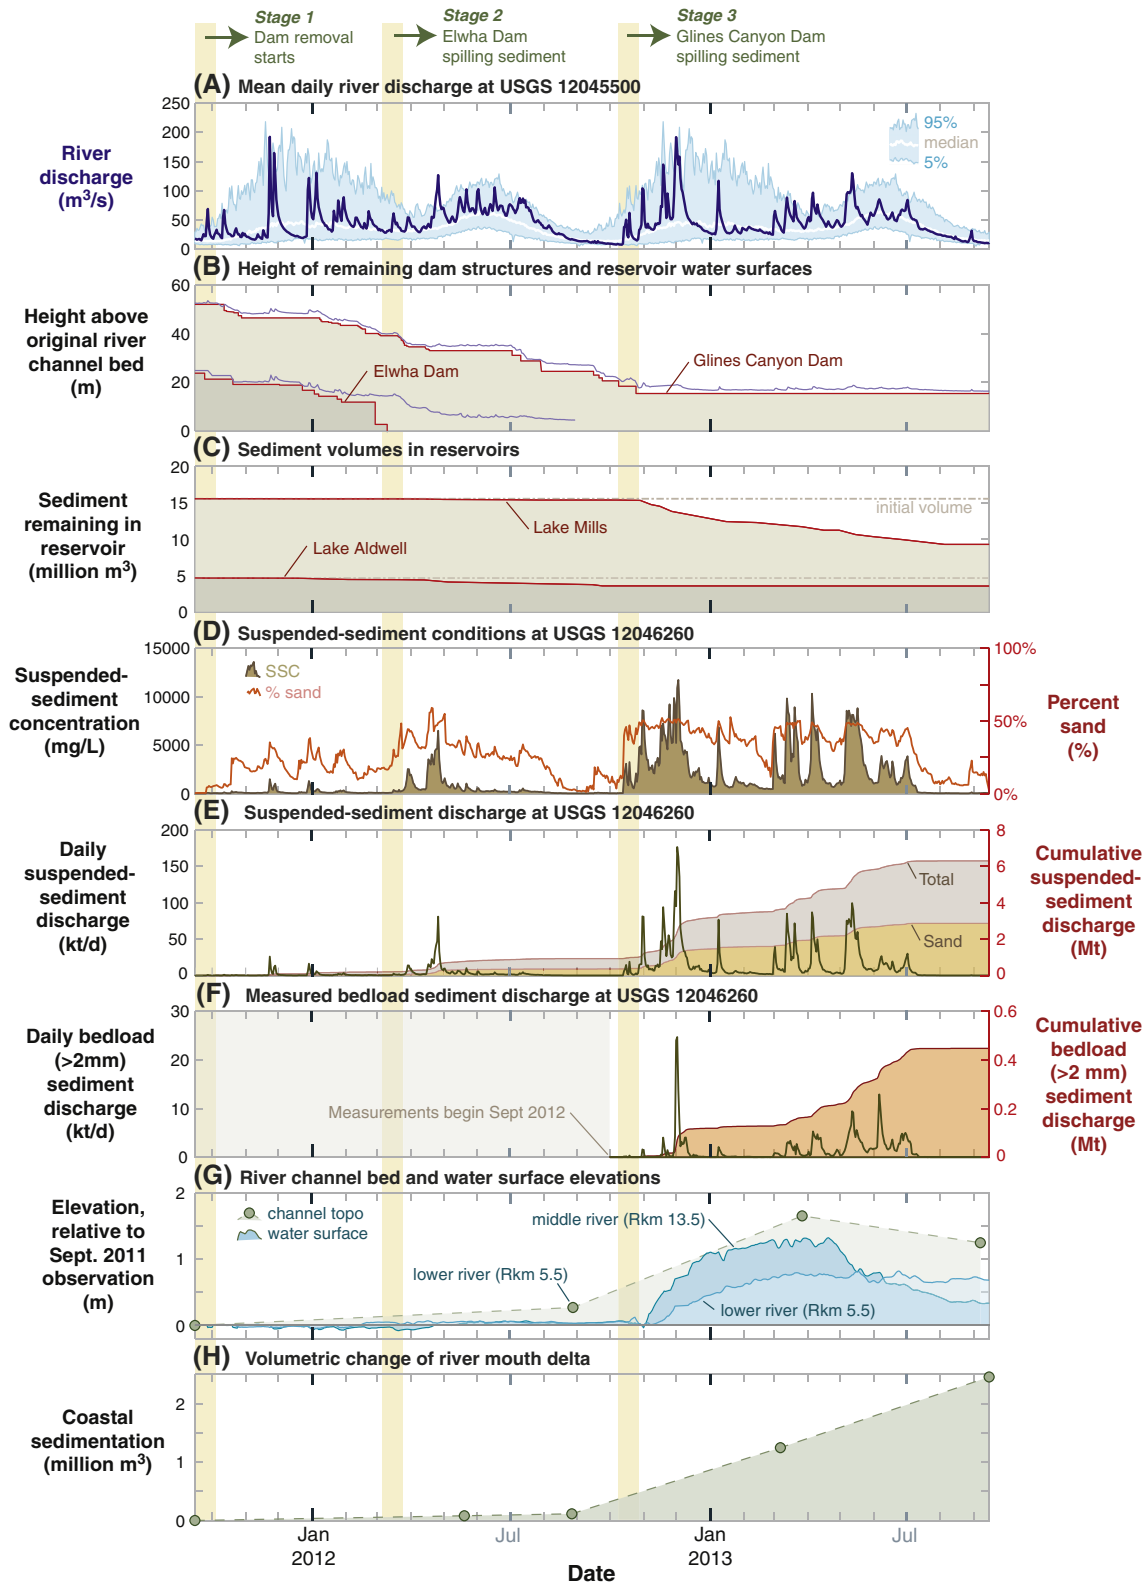 Stage 1
Dam removal
starts
Stage 2
Elwha Dam
spilling sediment
Stage 3
Glines Canyon Dam
spilling sediment
(A) Mean daily river discharge at USGS 12045500
River
discharge
(m³/s)
250
200
150
100
50
0
95%
median
5%
(B) Height of remaining dam structures and reservoir water surfaces
Height above
original river
channel bed
(m)
60
40
20
0
Elwha Dam
Glines Canyon Dam
(C) Sediment volumes in reservoirs
Sediment
remaining in
reservoir
(million m³)
20
15
10
5
0
initial volume
Lake Mills
Lake Aldwell
(D) Suspended-sediment conditions at USGS 12046260
Suspended-
sediment
concentration
(mg/L)
15000
10000
5000
0
SSC
% sand
100%
50%
0%
Percent
sand
(%)
(E) Suspended-sediment discharge at USGS 12046260
Daily
suspended-
sediment
discharge
(kt/d)
200
150
100
50
0
Total
Sand
8
6
4
2
0
Cumulative
suspended-
sediment
discharge
(Mt)
(F) Measured bedload sediment discharge at USGS 12046260
Daily bedload
(>2mm)
sediment
discharge
(kt/d)
30
20
10
0
Measurements begin Sept 2012
0.6
0.4
0.2
0
Cumulative
bedload
(>2 mm)
sediment
discharge
(Mt)
(G) River channel bed and water surface elevations
Elevation,
relative to
Sept. 2011
observation
(m)
2
1
0
channel topo
water surface
middle river (Rkm 13.5)
lower river (Rkm 5.5)
lower river (Rkm 5.5)
(H) Volumetric change of river mouth delta
Coastal
sedimentation
(million m³)
2
1
0
Jan
2012
Jul
Jan
2013
Jul
Date